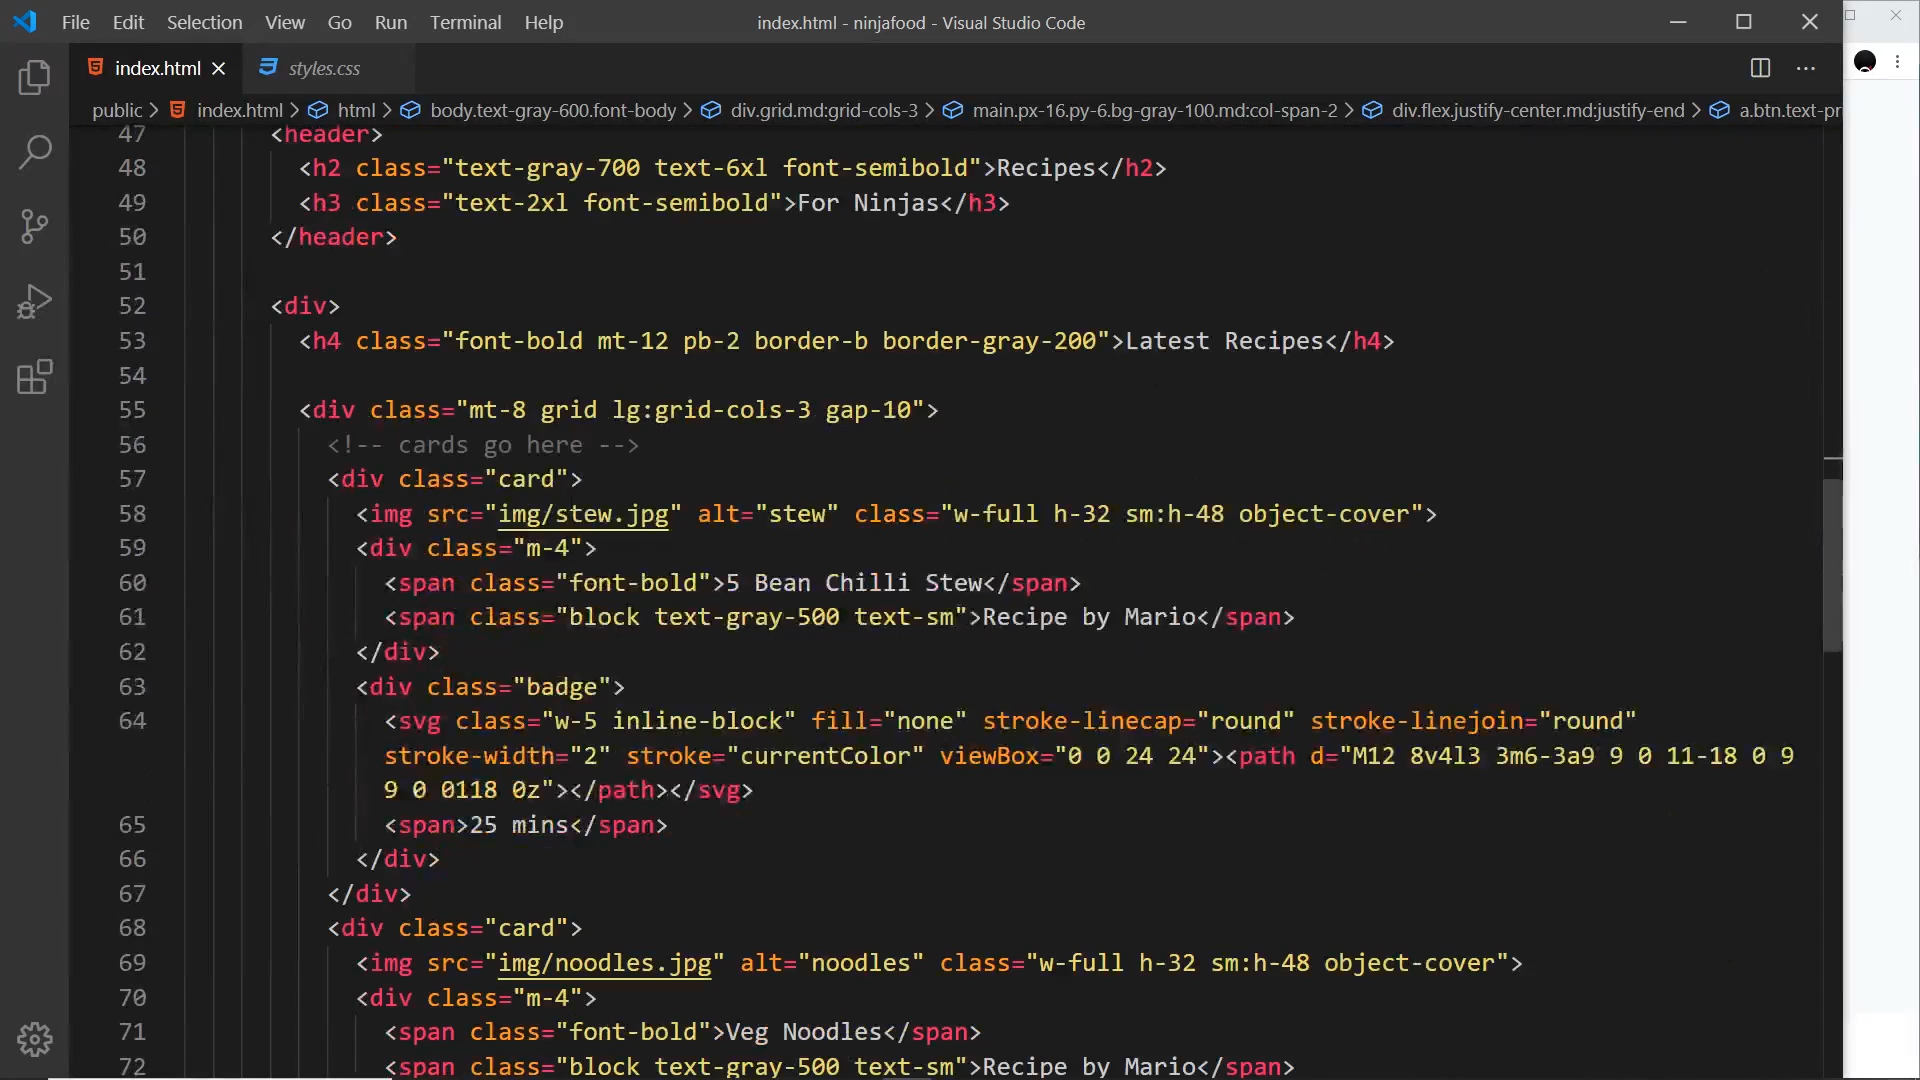 File Edit Selection View Go Run Terminal Help
index.html - ninjafood - Visual Studio Code
index.html
styles.css
public > index.html > html > body.text-gray-600.font-body > div.grid.md:grid-cols-3 > main.px-16.py-6.bg-gray-100.md:col-span-2 > div.flex.justify-center.md:justify-end > a.btn.text-pr
47 <header>
48 <h2 class="text-gray-700 text-6xl font-semibold">Recipes</h2>
49 <h3 class="text-2xl font-semibold">For Ninjas</h3>
50 </header>
51
52 <div>
53 <h4 class="font-bold mt-12 pb-2 border-b border-gray-200">Latest Recipes</h4>
54
55 <div class="mt-8 grid lg:grid-cols-3 gap-10">
56 <!-- cards go here -->
57 <div class="card">
58 <img src="img/stew.jpg" alt="stew" class="w-full h-32 sm:h-48 object-cover">
59 <div class="m-4">
60 <span class="font-bold">5 Bean Chilli Stew</span>
61 <span class="block text-gray-500 text-sm">Recipe by Mario</span>
62 </div>
63 <div class="badge">
64 <svg class="w-5 inline-block" fill="none" stroke-linecap="round" stroke-linejoin="round"
stroke-width="2" stroke="currentColor" viewBox="0 0 24 24"><path d="M12 8v4l3 3m6-3a9 9 0 11-18 0 9
9 0 0118 0z"></path></svg>
65 <span>25 mins</span>
66 </div>
67 </div>
68 <div class="card">
69 <img src="img/noodles.jpg" alt="noodles" class="w-full h-32 sm:h-48 object-cover">
70 <div class="m-4">
71 <span class="font-bold">Veg Noodles</span>
72 <span class="block text-gray-500 text-sm">Recipe by Mario</span>